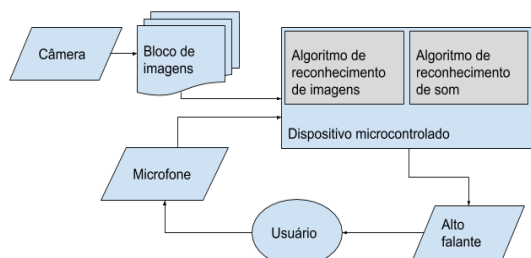 Câmera
Bloco de
imagens
Algoritmo de
reconhecimento
de imagens
Algoritmo de
reconhecimento
de som
Dispositivo microcontrolado
Microfone
Usuário
Alto
falante